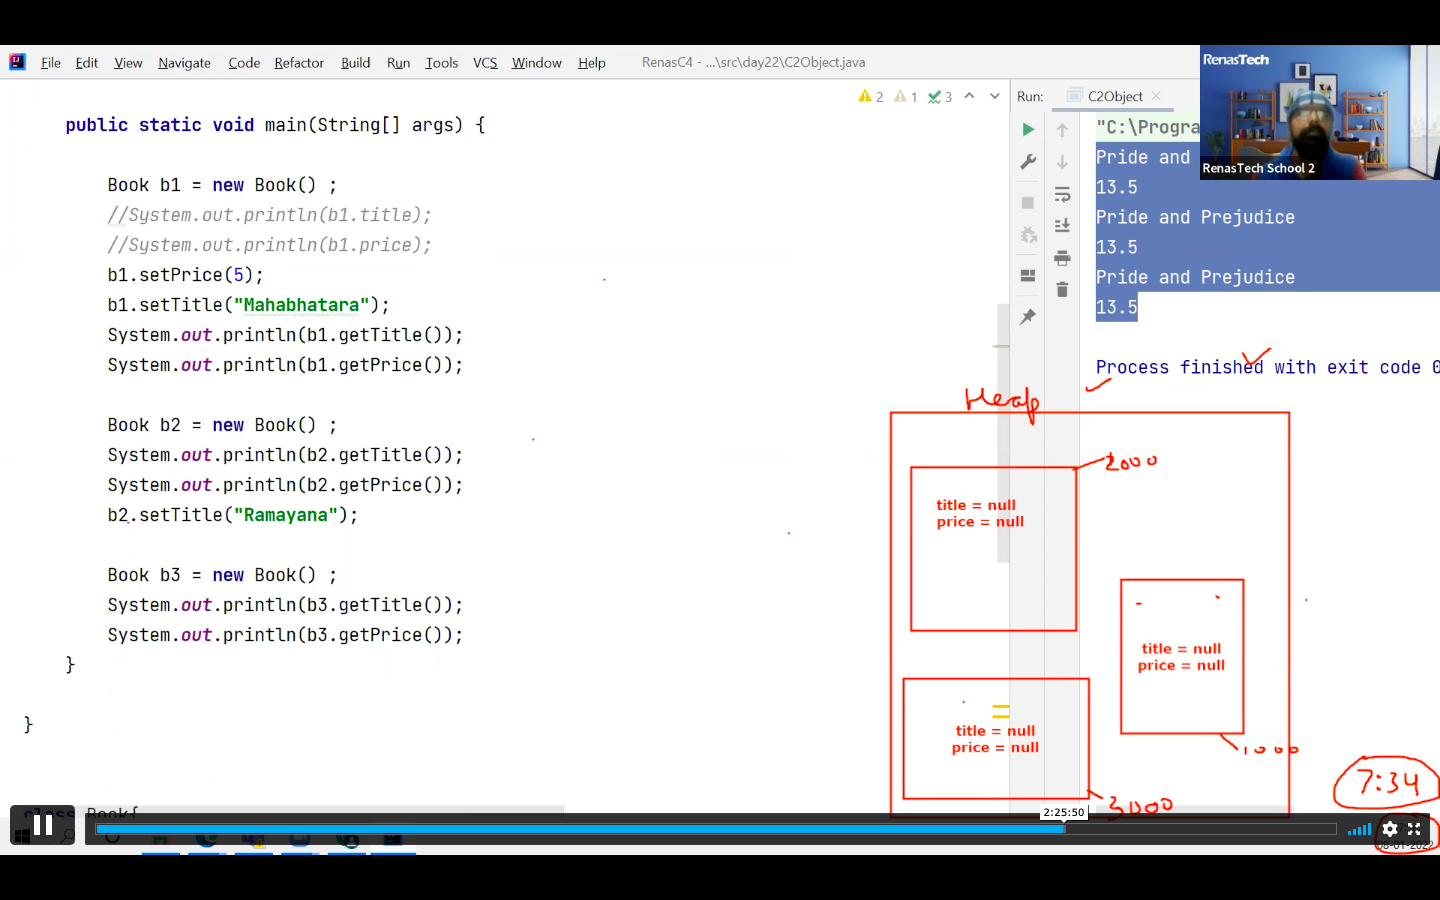 File Edit View Navigate Code Refactor Build Run Tools VCS Window Help RenasC4 - ...\src\day22\C2Object.java
RenasTech
RenasTech School 2
2 1 3
Run: C2Object
public static void main(String[] args) {
Book b1 = new Book() ;
//System.out.println(b1.title);
//System.out.println(b1.price);
b1.setPrice(5);
b1.setTitle("Mahabhatara");
System.out.println(b1.getTitle());
System.out.println(b1.getPrice());
Book b2 = new Book() ;
System.out.println(b2.getTitle());
System.out.println(b2.getPrice());
b2.setTitle("Ramayana");
Book b3 = new Book() ;
System.out.println(b3.getTitle());
System.out.println(b3.getPrice());
}
}
class Book{
"C:\Progra
Pride and
13.5
Pride and Prejudice
13.5
Pride and Prejudice
13.5
Process finished with exit code 0
Heap
2000
title = null
price = null
title = null
price = null
1000
title = null
price = null
3000
7:34
2:25:50
08-01-2022